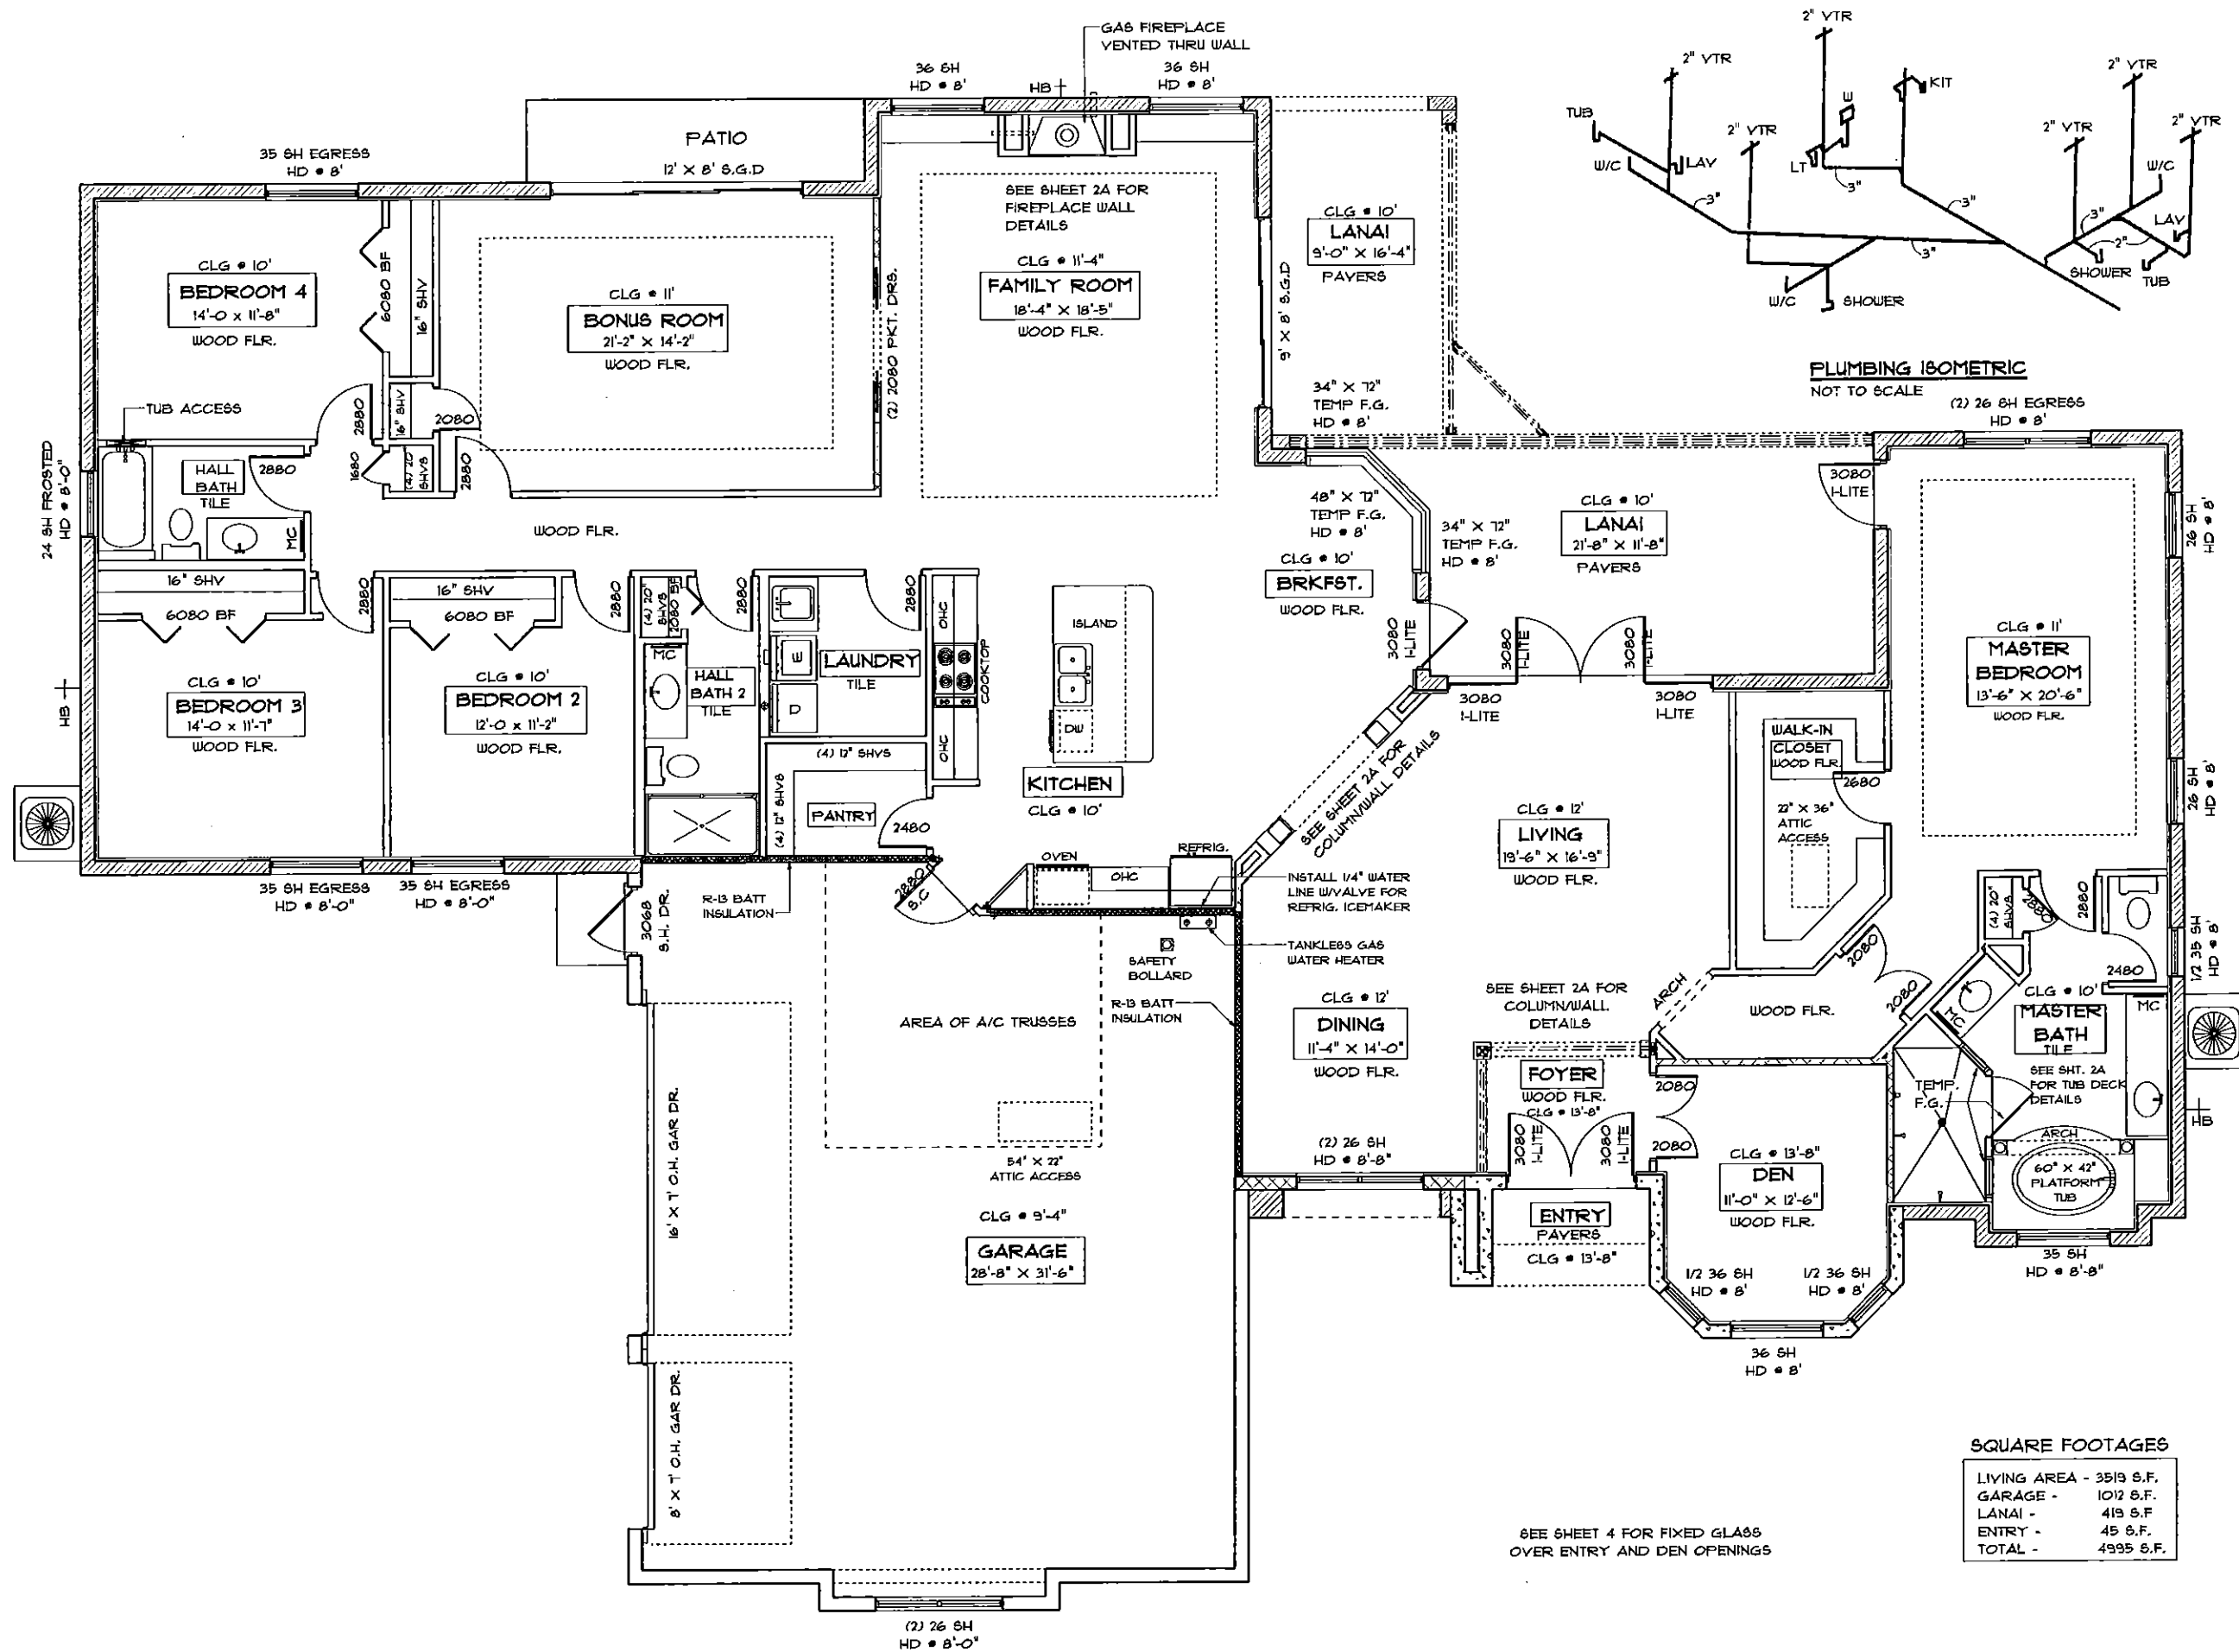 GAS FIREPLACE
VENTED THRU WALL
36 SH
HD @ 8'
HB
36 SH
HD @ 8'
PATIO
12' X 8' S.G.D
35 SH EGRESS
HD @ 8'
CLG @ 10'
BEDROOM 4
14'-0 x 11'-8"
WOOD FLR.
6080 BF
16" SHV
TUB ACCESS
2880
16" SHV
2080
CLG @ 11'
BONUS ROOM
21'-2" X 14'-2"
WOOD FLR.
(2) 2080 PKT. DRS.
SEE SHEET 2A FOR
FIREPLACE WALL
DETAILS
CLG @ 11'-4"
FAMILY ROOM
18'-4" X 18'-5"
WOOD FLR.
9' X 8' S.G.D
CLG @ 10'
LANAI
9'-0" X 16'-4"
PAVERS
34" X 72"
TEMP F.G.
HD @ 8'
2" VTR
2" VTR
2" VTR
2" VTR
2" VTR
2" VTR
TUB
W/C
LAV
LT
W
KIT
3"
3"
3"
3"
3"
2"
W/C
SHOWER
W/C
LAV
SHOWER
TUB
PLUMBING ISOMETRIC
NOT TO SCALE
24 SH FROSTED
HD @ 8'-0"
HALL
BATH
TILE
2880
MC
1680
(4) 20"
SHVS
2880
WOOD FLR.
48" X 72"
TEMP F.G.
HD @ 8'
34" X 72"
TEMP F.G.
HD @ 8'
CLG @ 10'
BRKFST.
WOOD FLR.
CLG @ 10'
LANAI
21'-8" X 11'-8"
PAVERS
3080
1-LITE
(2) 26 SH EGRESS
HD @ 8'
26 SH
HD @ 8'
16" SHV
6080 BF
2880
16" SHV
6080 BF
2880
(4) 20"
SHVS
2080 BF
2880
2880
CLG @ 10'
BEDROOM 3
14'-0 x 11'-7"
WOOD FLR.
HB
CLG @ 10'
BEDROOM 2
12'-0 x 11'-2"
WOOD FLR.
MC
HALL
BATH 2
TILE
W
D
LAUNDRY
TILE
OHC
COOKTOP
OHC
ISLAND
DW
KITCHEN
CLG @ 10'
(4) 12" SHVS
(4) 12" SHVS
PANTRY
2480
3080
1-LITE
3080
1-LITE
3080
1-LITE
3080
1-LITE
3080
1-LITE
SEE SHEET 2A FOR
COLUMN/WALL DETAILS
CLG @ 12'
LIVING
19'-6" X 16'-9"
WOOD FLR.
WALK-IN
CLOSET
WOOD FLR.
2680
22" X 36"
ATTIC
ACCESS
CLG @ 11'
MASTER
BEDROOM
13'-6" X 20'-6"
WOOD FLR.
26 SH
HD @ 8'
35 SH EGRESS
HD @ 8'-0"
35 SH EGRESS
HD @ 8'-0"
3068
S.H. DR.
R-13 BATT
INSULATION
2880
S.C
OVEN
OHC
REFRIG.
INSTALL 1/4" WATER
LINE W/VALVE FOR
REFRIG. ICEMAKER
TANKLESS GAS
WATER HEATER
SAFETY
BOLLARD
R-13 BATT
INSULATION
AREA OF A/C TRUSSES
54" X 22"
ATTIC ACCESS
16' X 7' O.H. GAR DR.
8' X 7' O.H. GAR DR.
CLG @ 9'-4"
GARAGE
28'-8" X 31'-6"
(2) 26 SH
HD @ 8'-0"
CLG @ 12'
DINING
11'-4" X 14'-0"
WOOD FLR.
(2) 26 SH
HD @ 8'-8"
SEE SHEET 2A FOR
COLUMN/WALL
DETAILS
ARCH
WOOD FLR.
2080
2080
FOYER
WOOD FLR.
CLG @ 13'-8"
3080
1-LITE
3080
1-LITE
2080
2080
ENTRY
PAVERS
CLG @ 13'-8"
CLG @ 13'-8"
DEN
11'-0" X 12'-6"
WOOD FLR.
1/2 36 SH
HD @ 8'
1/2 36 SH
HD @ 8'
36 SH
HD @ 8'
(4) 20"
SHVS
2880
2880
2480
1/2 35 SH
HD @ 8'
MC
MC
CLG @ 10'
MASTER
BATH
TILE
SEE SHT. 2A
FOR TUB DECK
DETAILS
TEMP.
F.G.
ARCH
60" X 42"
PLATFORM
TUB
HB
35 SH
HD @ 8'-8"
SEE SHEET 4 FOR FIXED GLASS
OVER ENTRY AND DEN OPENINGS
SQUARE FOOTAGES
LIVING AREA - 3519 S.F.
GARAGE - 1012 S.F.
LANAI - 419 S.F
ENTRY - 45 S.F.
TOTAL - 4995 S.F.